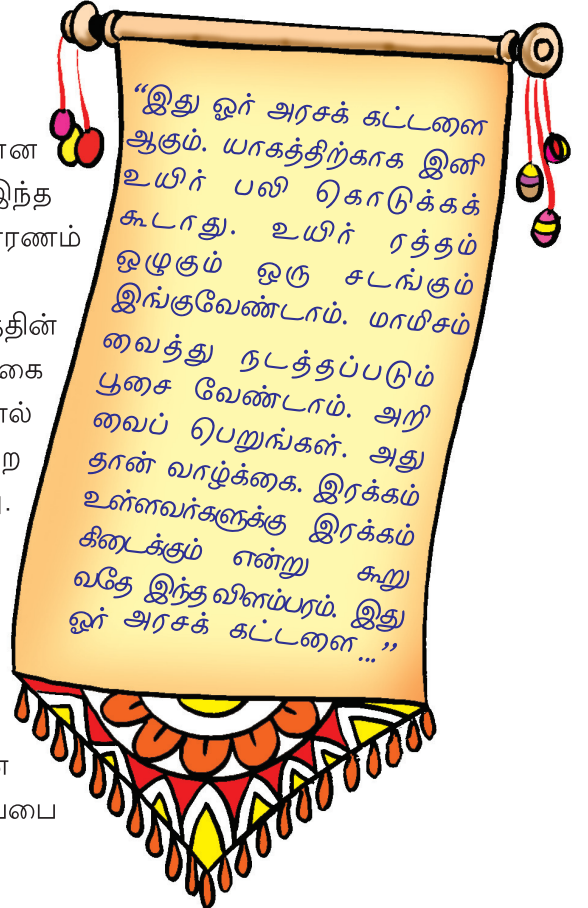 “இது ஓர் அரசக் கட்டளை
ஆகும். யாகத்திற்காக இனி
உயிர் பலி கொடுக்கக்
கூடாது. உயிர் ரத்தம்
ஒழுகும் ஒரு சடங்கும்
இங்குவேண்டாம். மாமிசம்
வைத்து நடத்தப்படும்
பூசை வேண்டாம். அறி
வைப் பெறுங்கள். அது
தான் வாழ்க்கை. இரக்கம்
உள்ளவர்களுக்கு இரக்கம்
கிடைக்கும் என்று கூறு
வதே இந்த விளம்பரம். இது
ஓர் அரசக் கட்டளை...”
இந்த